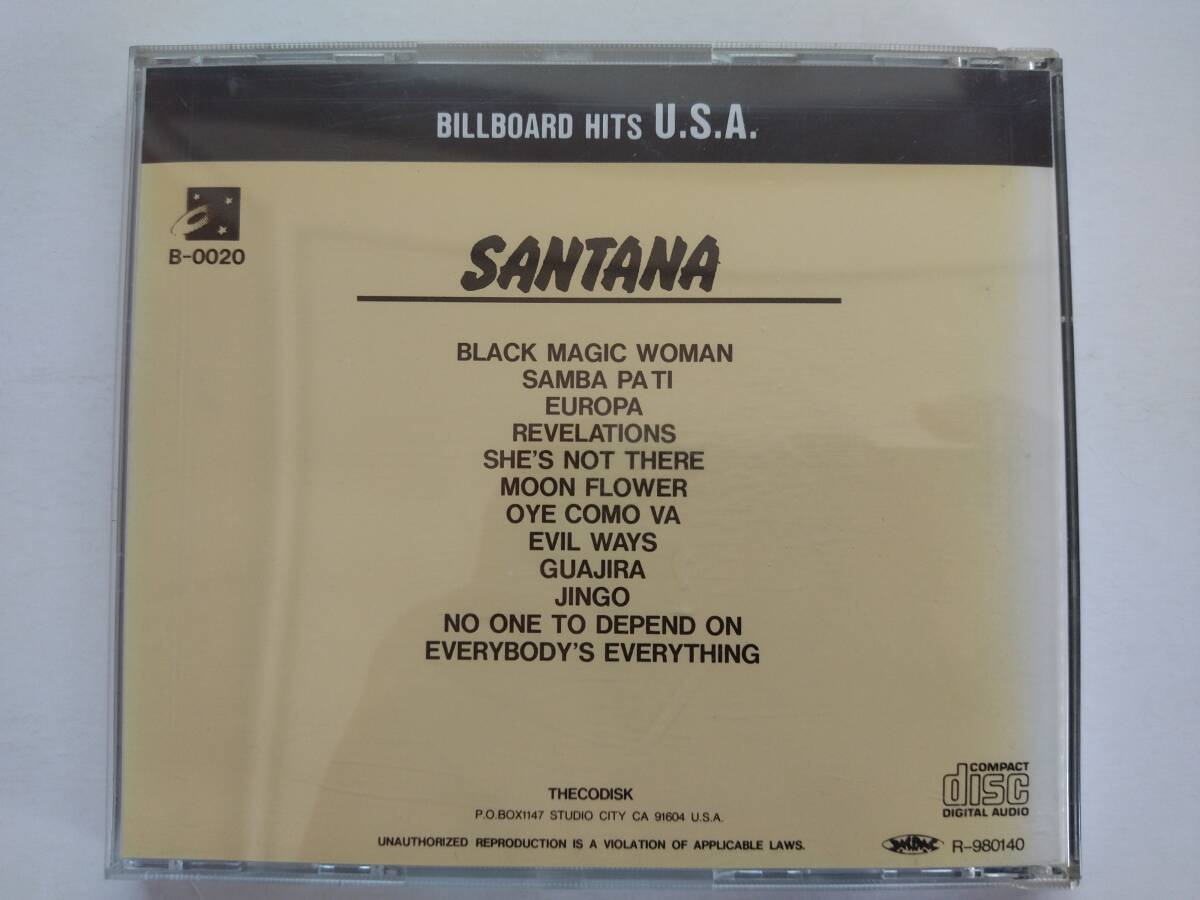 BILLBOARD HITS U.S.A.
B-0020
SANTANA
BLACK MAGIC WOMAN
SAMBA PA TI
EUROPA
REVELATIONS
SHE'S NOT THERE
MOON FLOWER
OYE COMO VA
EVIL WAYS
GUAJIRA
JINGO
NO ONE TO DEPEND ON
EVERYBODY'S EVERYTHING
THECODISK
P.O.BOX1147 STUDIO CITY CA 91604 U.S.A.
UNAUTHORIZED REPRODUCTION IS A VIOLATION OF APPLICABLE LAWS.
COMPACT
disc
DIGITAL AUDIO
R-980140